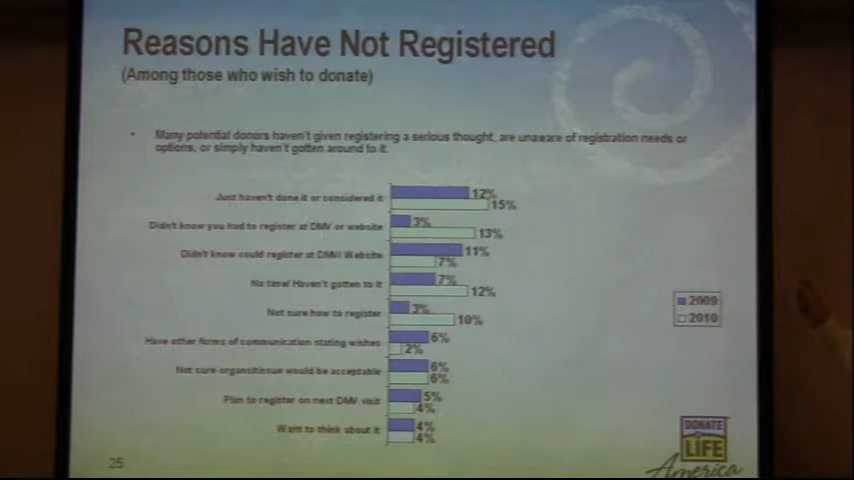 Reasons Have Not Registered
(Among those who wish to donate)
• Many potential donors haven't given registering a serious thought, are unaware of registration needs or
options, or simply haven't gotten around to it.
Just haven't done it or considered it 12%
15%
Didn't know you had to register at DMV or website 3%
13%
Didn't know could register at DMV/ Website 11%
7%
No time/ Haven't gotten to it 7%
12%
Not sure how to register 3%
10%
Have other forms of communication stating wishes 6%
2%
Not sure organs/tissue would be acceptable 6%
6%
Plan to register on next DMV visit 5%
4%
Want to think about it 4%
4%
2009
2010
25
DONATE
LIFE
America